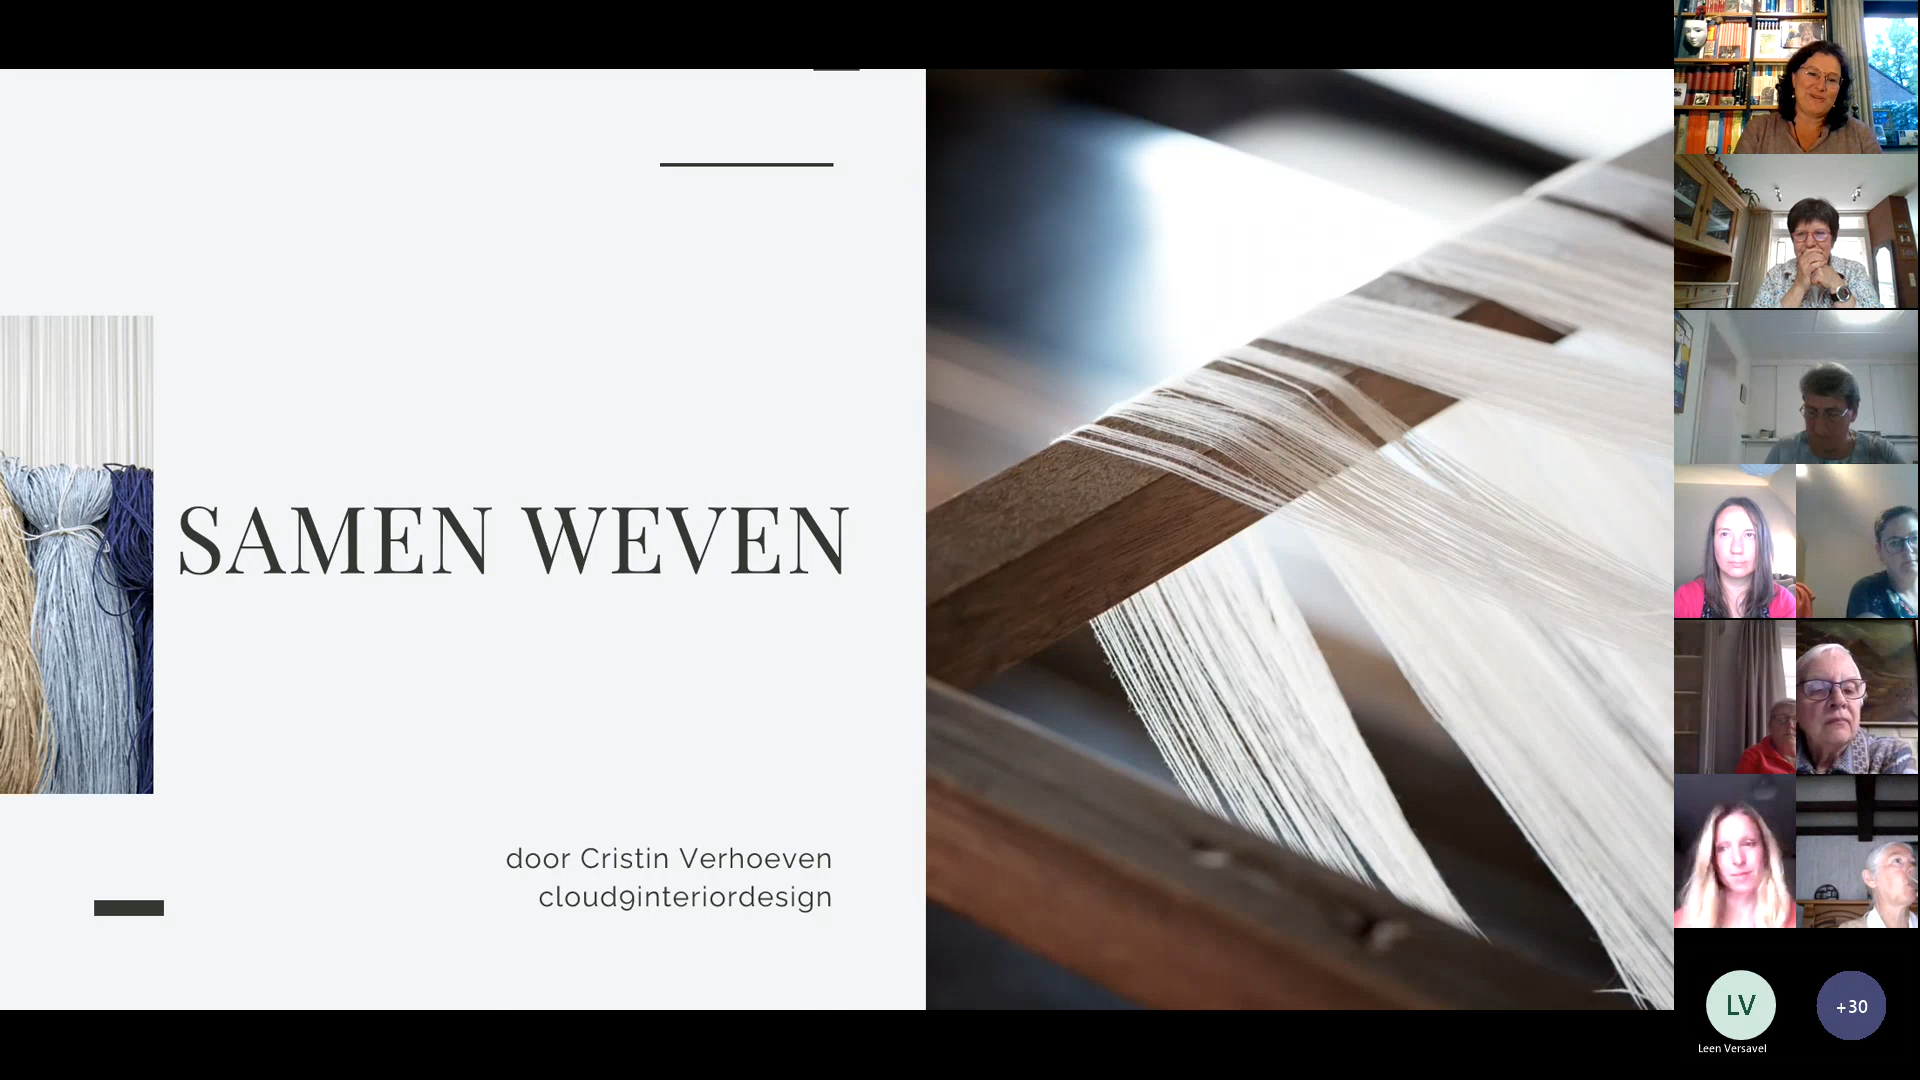 SAMEN WEVEN
door Cristin Verhoeven
cloud9interiordesign
LV
Leen Versavel
+30